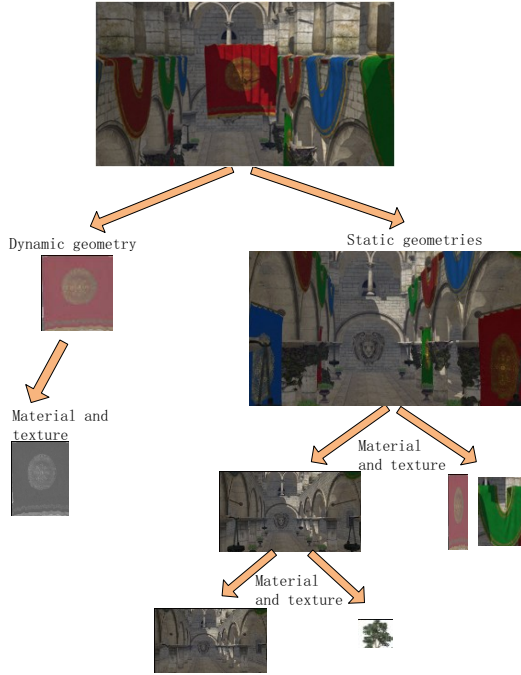 Dynamic geometry
Static geometries
Material and
texture
Material
and texture
Material
and texture